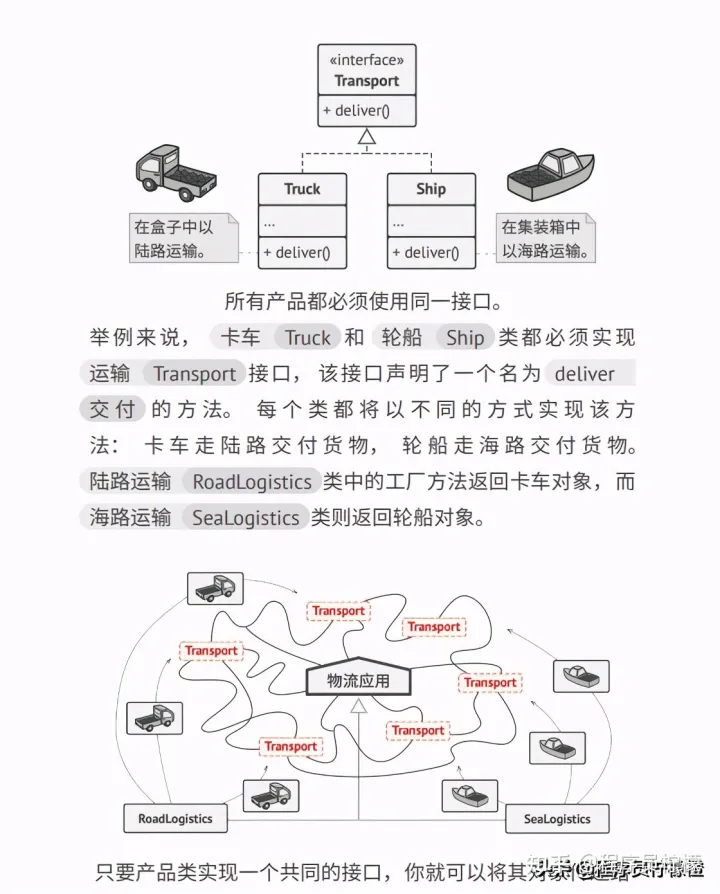 «interface»
Transport
+ deliver()
Truck
Ship
...
...
在盒子中以
陆路运输。
+ deliver()
+ deliver()
在集装箱中
以海路运输。
所有产品都必须使用同一接口。
举例来说， 卡车 Truck 和 轮船 Ship 类都必须实现
运输 Transport 接口，该接口声明了一个名为 deliver
交付 的方法。 每个类都将以不同的方式实现该方
法： 卡车走陆路交付货物， 轮船走海路交付货物。
陆路运输 RoadLogistics 类中的工厂方法返回卡车对象，而
海路运输 SeaLogistics 类则返回轮船对象。
Transport
Transport
Transport
物流应用
Transport
Transport
Transport
RoadLogistics
SeaLogistics
只要产品类实现一个共同的接口，你就可以将其对象